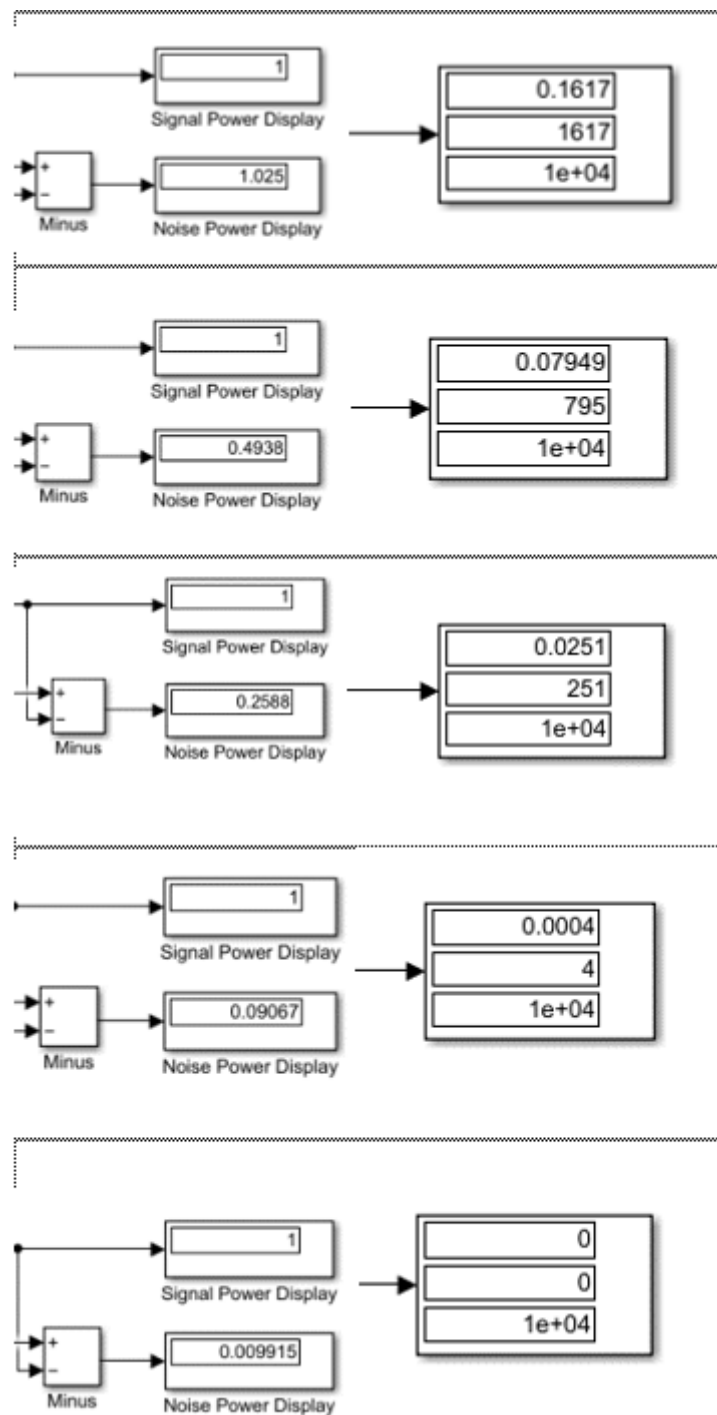 1
Signal Power Display
0.1617
1617
1e+04
+
−
Minus
1.025
Noise Power Display
1
Signal Power Display
0.07949
795
1e+04
+
−
Minus
0.4938
Noise Power Display
1
Signal Power Display
0.0251
251
1e+04
+
−
Minus
0.2588
Noise Power Display
1
Signal Power Display
0.0004
4
1e+04
+
−
Minus
0.09067
Noise Power Display
1
Signal Power Display
0
0
1e+04
+
−
Minus
0.009915
Noise Power Display